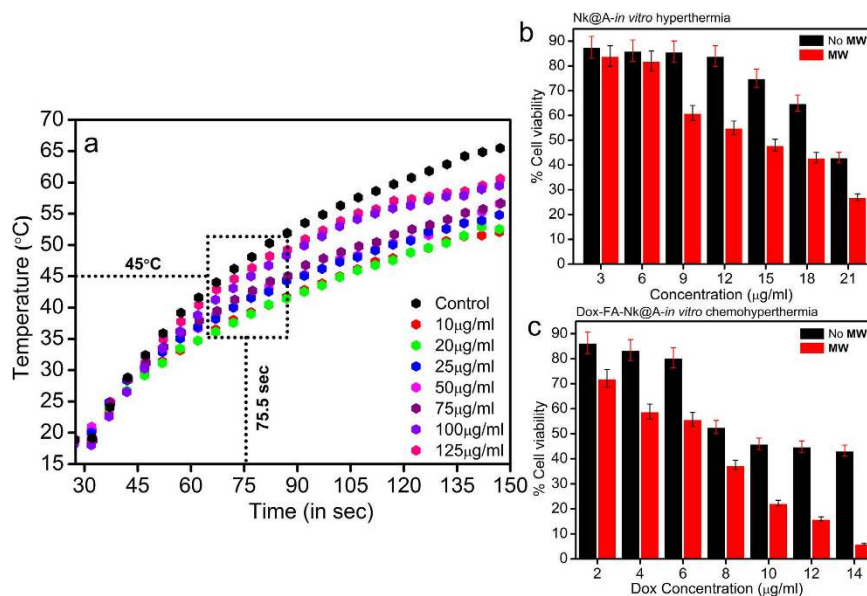 a
Temperature (°C)
70
65
60
55
50
45
40
35
30
25
20
15
45°C
75.5 sec
Control
10µg/ml
20µg/ml
25µg/ml
50µg/ml
75µg/ml
100µg/ml
125µg/ml
30 45 60 75 90 105 120 135 150
Time (in sec)
b
Nk@A-in vitro hyperthermia
No MW
MW
% Cell viability
90
80
70
60
50
40
30
20
10
0
3 6 9 12 15 18 21
Concentration (µg/ml)
c
Dox-FA-Nk@A-in vitro chemohyperthermia
No MW
MW
% Cell viability
90
80
70
60
50
40
30
20
10
0
2 4 6 8 10 12 14
Dox Concentration (µg/ml)